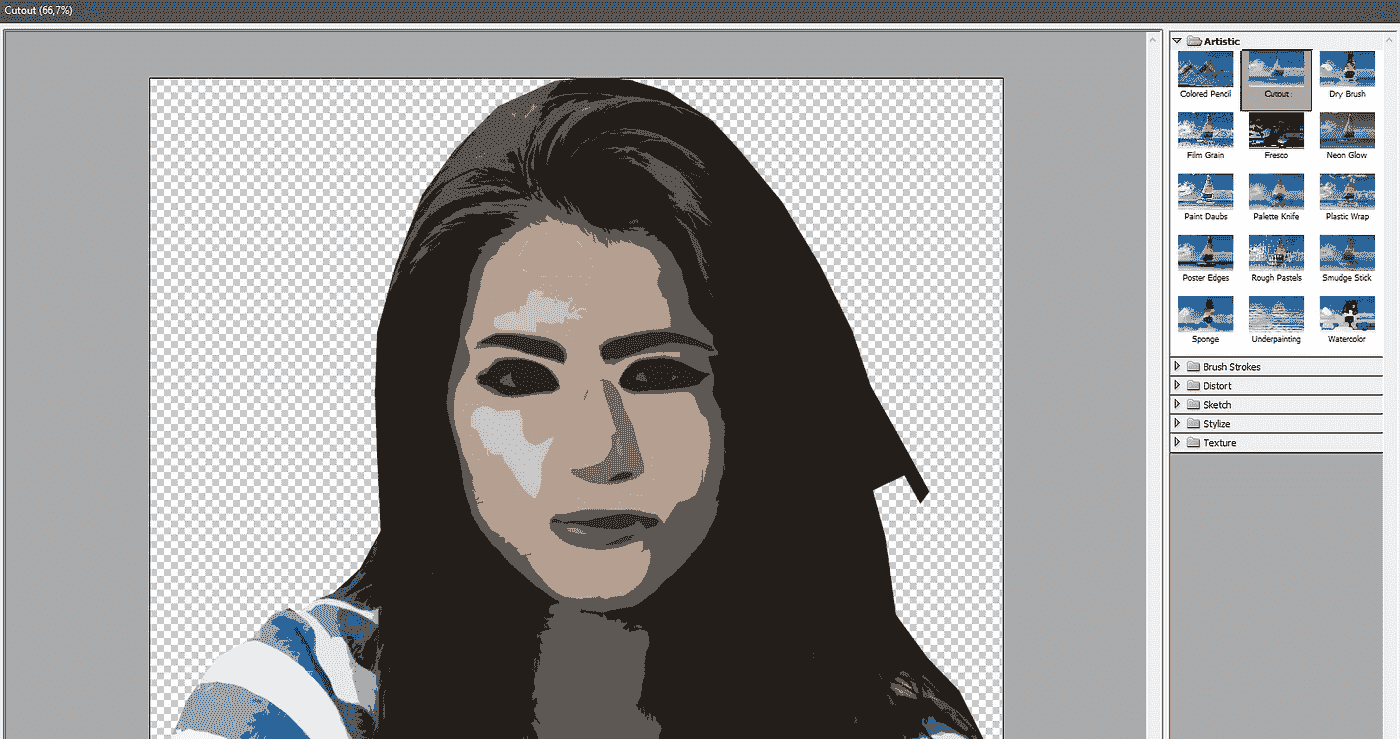 Cutout (66,7%)
Artistic
Colored Pencil
Cutout
Dry Brush
Film Grain
Fresco
Neon Glow
Paint Daubs
Palette Knife
Plastic Wrap
Poster Edges
Rough Pastels
Smudge Stick
Sponge
Underpainting
Watercolor
Brush Strokes
Distort
Sketch
Stylize
Texture